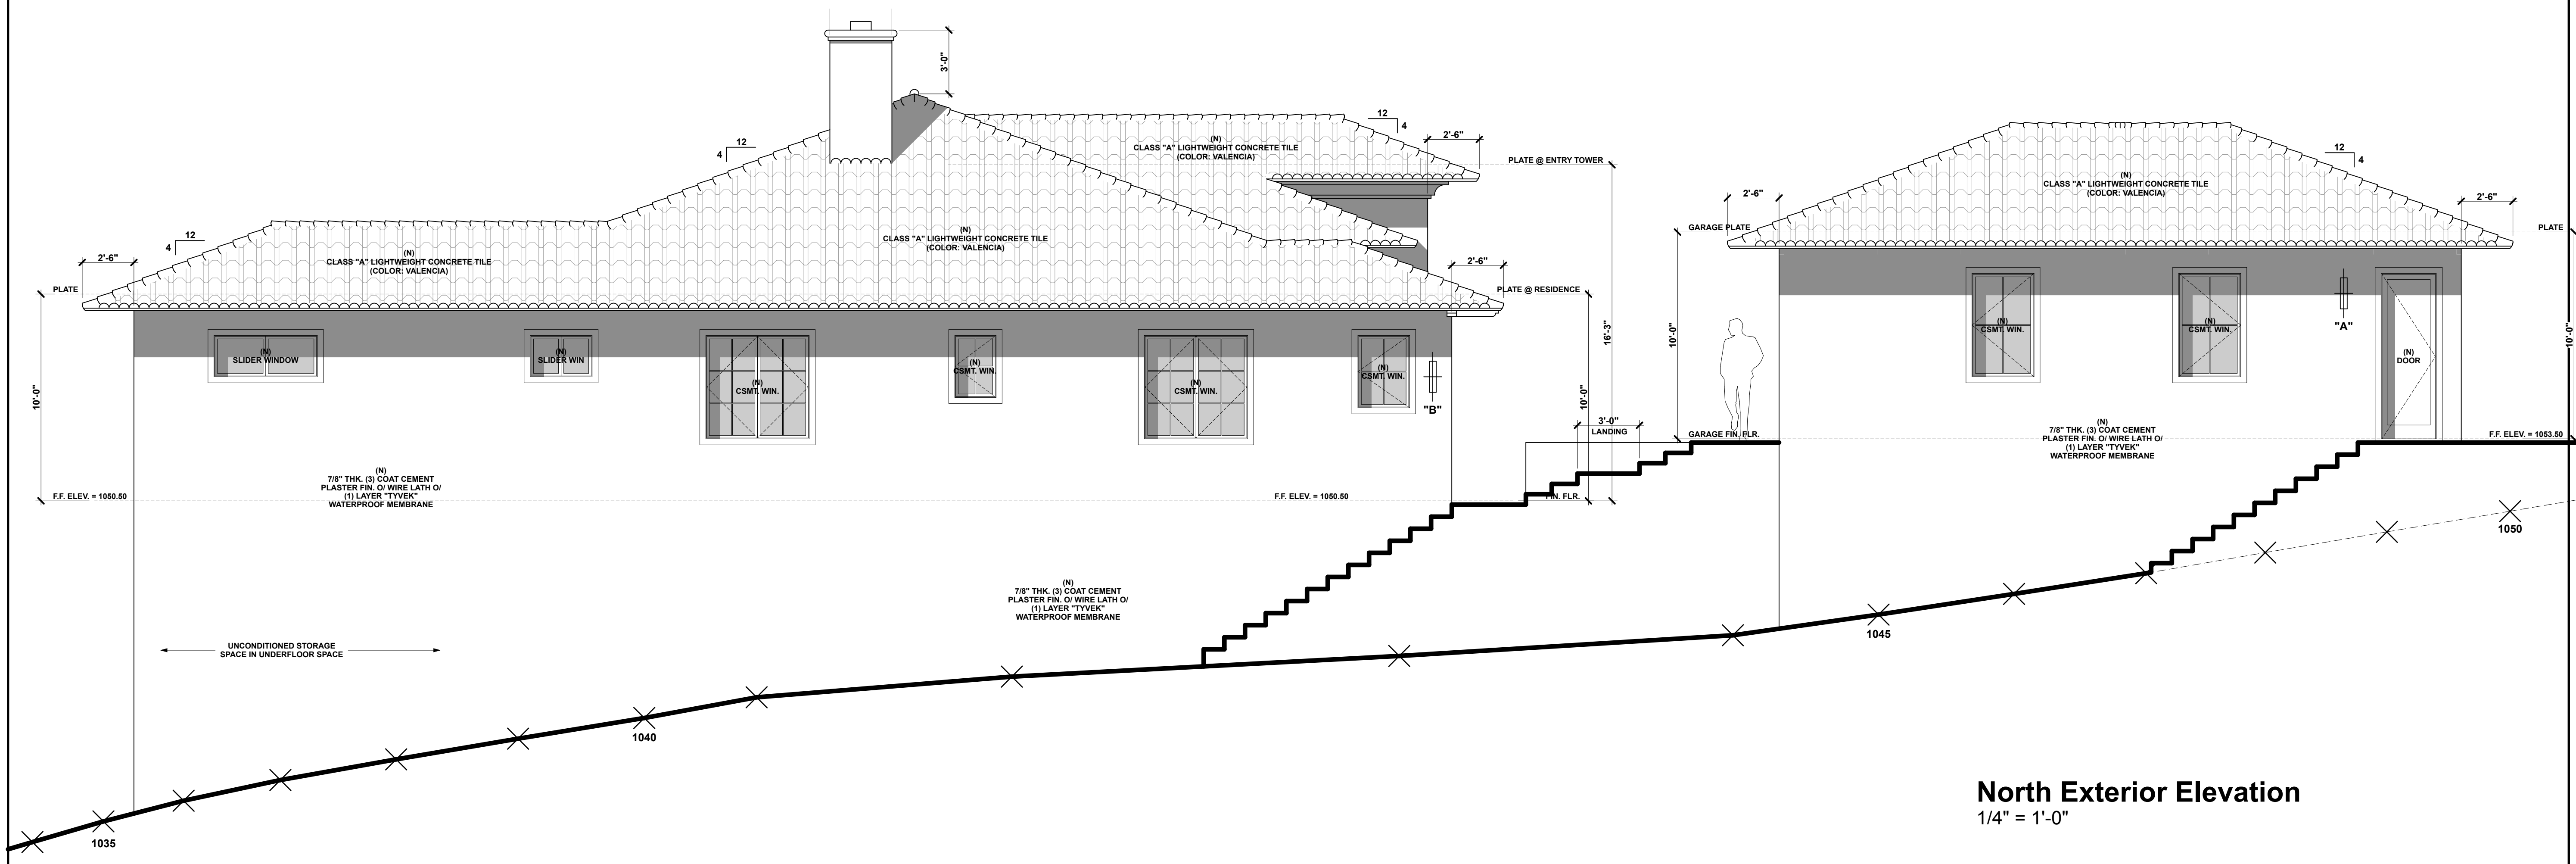 3'-0"
12
4
(N)
CLASS "A" LIGHTWEIGHT CONCRETE TILE
(COLOR: VALENCIA)
12
4
2'-6"
PLATE @ ENTRY TOWER
12
4
(N)
CLASS "A" LIGHTWEIGHT CONCRETE TILE
(COLOR: VALENCIA)
12
4
2'-6"
2'-6"
GARAGE PLATE
PLATE
12
4
(N)
CLASS "A" LIGHTWEIGHT CONCRETE TILE
(COLOR: VALENCIA)
(N)
CLASS "A" LIGHTWEIGHT CONCRETE TILE
(COLOR: VALENCIA)
2'-6"
2'-6"
PLATE
PLATE @ RESIDENCE
10'-0"
16'-3"
10'-0"
10'-0"
10'-0"
(N)
SLIDER WINDOW
(N)
SLIDER WIN
(N)
CSMT. WIN.
(N)
CSMT. WIN.
(N)
CSMT. WIN.
(N)
CSMT. WIN.
"B"
(N)
CSMT. WIN.
(N)
CSMT. WIN.
"A"
(N)
DOOR
3'-0"
LANDING
GARAGE FIN. FLR.
F.F. ELEV. = 1053.50
(N)
7/8" THK. (3) COAT CEMENT
PLASTER FIN. O/ WIRE LATH O/
(1) LAYER "TYVEK"
WATERPROOF MEMBRANE
(N)
7/8" THK. (3) COAT CEMENT
PLASTER FIN. O/ WIRE LATH O/
(1) LAYER "TYVEK"
WATERPROOF MEMBRANE
F.F. ELEV. = 1050.50
F.F. ELEV. = 1050.50
FIN. FLR.
1050
(N)
7/8" THK. (3) COAT CEMENT
PLASTER FIN. O/ WIRE LATH O/
(1) LAYER "TYVEK"
WATERPROOF MEMBRANE
UNCONDITIONED STORAGE
SPACE IN UNDERFLOOR SPACE
1045
1040
1035
North Exterior Elevation
1/4" = 1'-0"